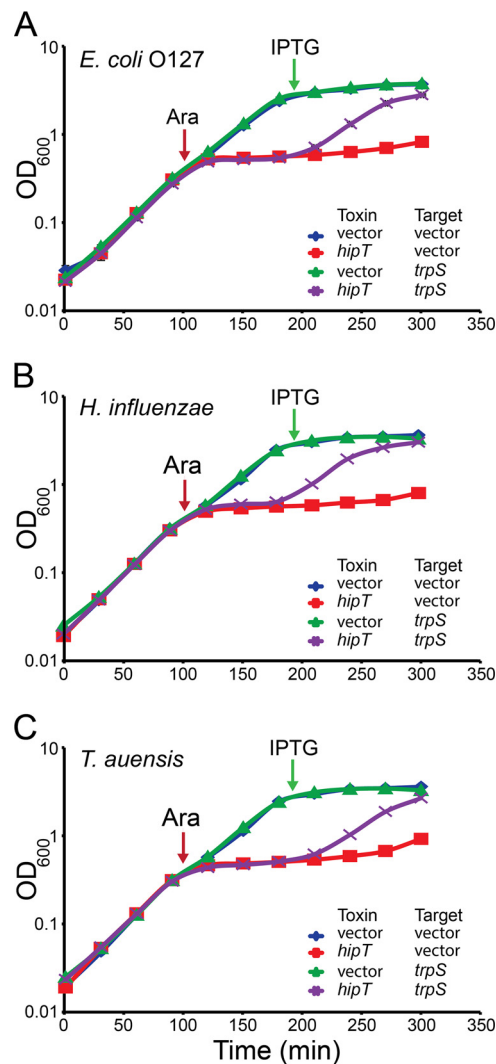 A
E. coli O127
IPTG
Ara
OD600
10
1
0.1
0.01
Toxin Target
vector vector
hipT vector
vector trpS
hipT trpS
0 50 100 150 200 250 300 350
B
H. influenzae
IPTG
Ara
OD600
10
1
0.1
0.01
Toxin Target
vector vector
hipT vector
vector trpS
hipT trpS
0 50 100 150 200 250 300 350
C
T. auensis
IPTG
Ara
OD600
10
1
0.1
0.01
Toxin Target
vector vector
hipT vector
vector trpS
hipT trpS
0 50 100 150 200 250 300 350
Time (min)